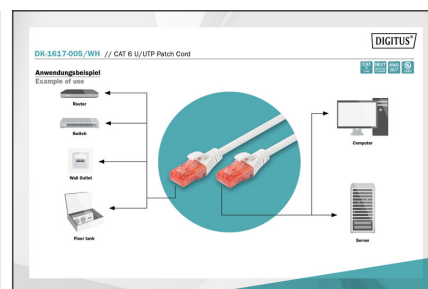 DIGITUS®
DK-1617-005/WH // CAT 6 U/UTP Patch Cord
Anwendungsbeispiel
Example of use
Router
Switch
Wall Outlet
Floor tank
Computer
Server